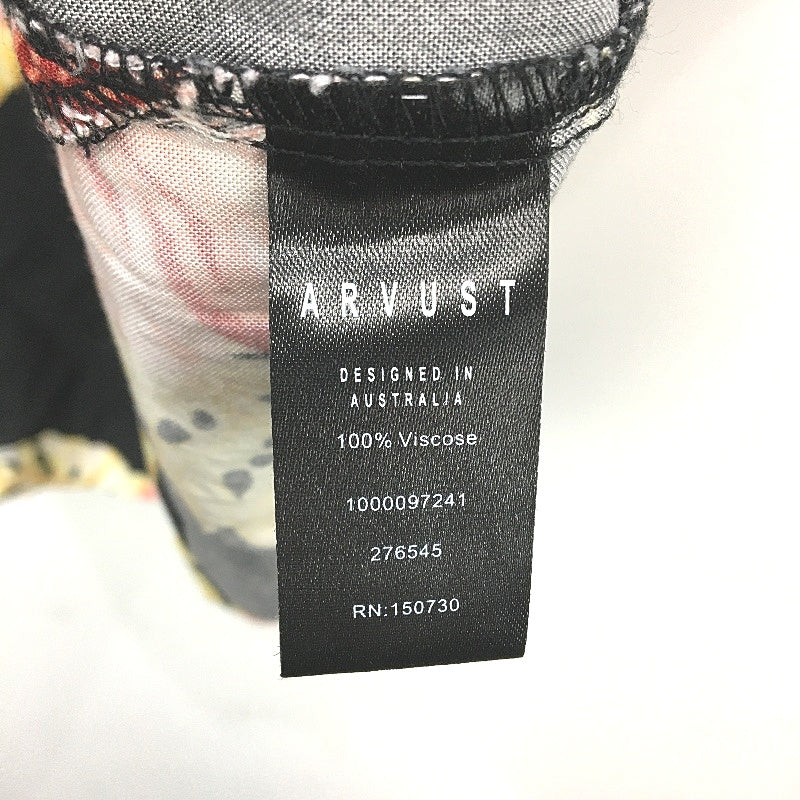 ARVUST
DESIGNED IN
AUSTRALIA
100% Viscose
1000097241
276545
RN:150730